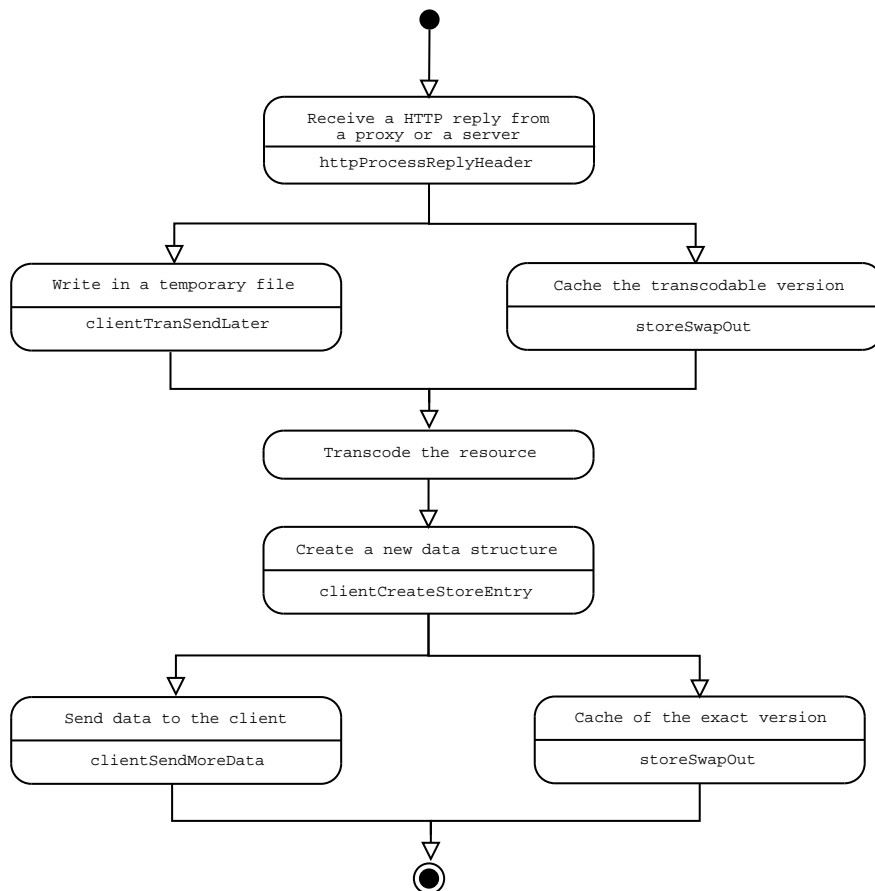 Receive a HTTP reply from
a proxy or a server
httpProcessReplyHeader
Write in a temporary file
clientTranSendLater
Cache the transcodable version
storeSwapOut
Transcode the resource
Create a new data structure
clientCreateStoreEntry
Send data to the client
clientSendMoreData
Cache of the exact version
storeSwapOut